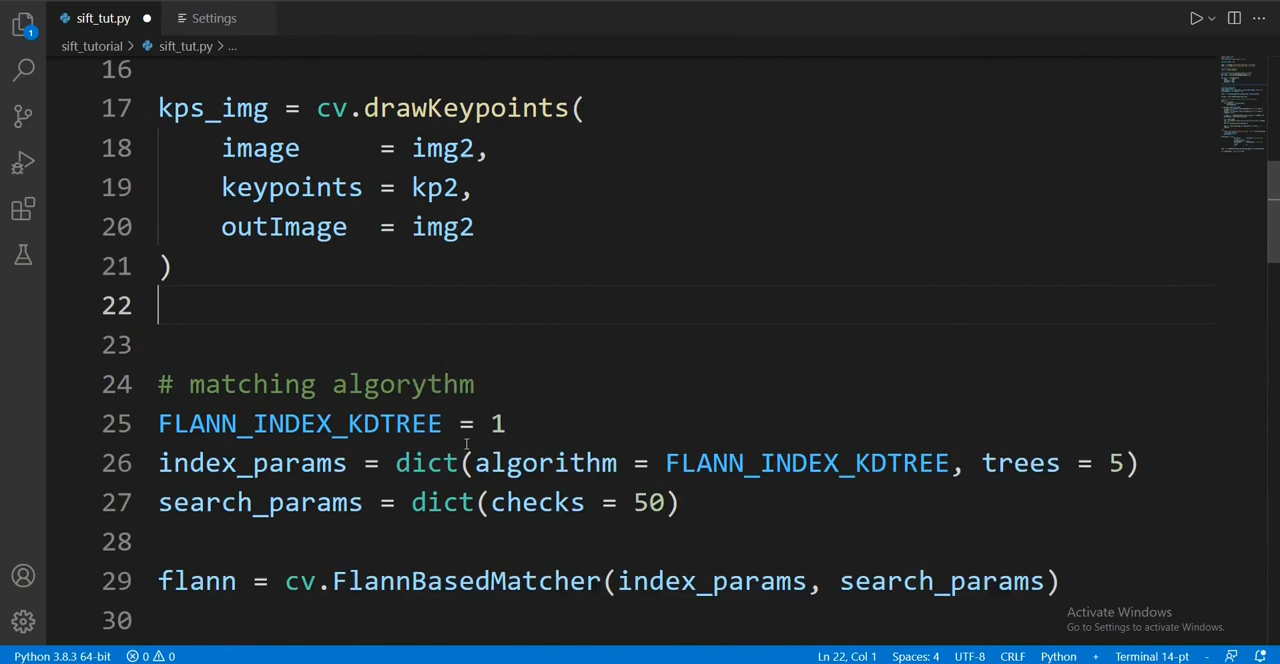 sift_tut.py
Settings
sift_tutorial > sift_tut.py > ...
16
17 kps_img = cv.drawKeypoints(
18 image = img2,
19 keypoints = kp2,
20 outImage = img2
21 )
22
23
24 # matching algorythm
25 FLANN_INDEX_KDTREE = 1
26 index_params = dict(algorithm = FLANN_INDEX_KDTREE, trees = 5)
27 search_params = dict(checks = 50)
28
29 flann = cv.FlannBasedMatcher(index_params, search_params)
30
1
Activate Windows
Go to Settings to activate Windows.
Python 3.8.3 64-bit 0 0 Ln 22, Col 1 Spaces: 4 UTF-8 CRLF Python + Terminal 14-pt -